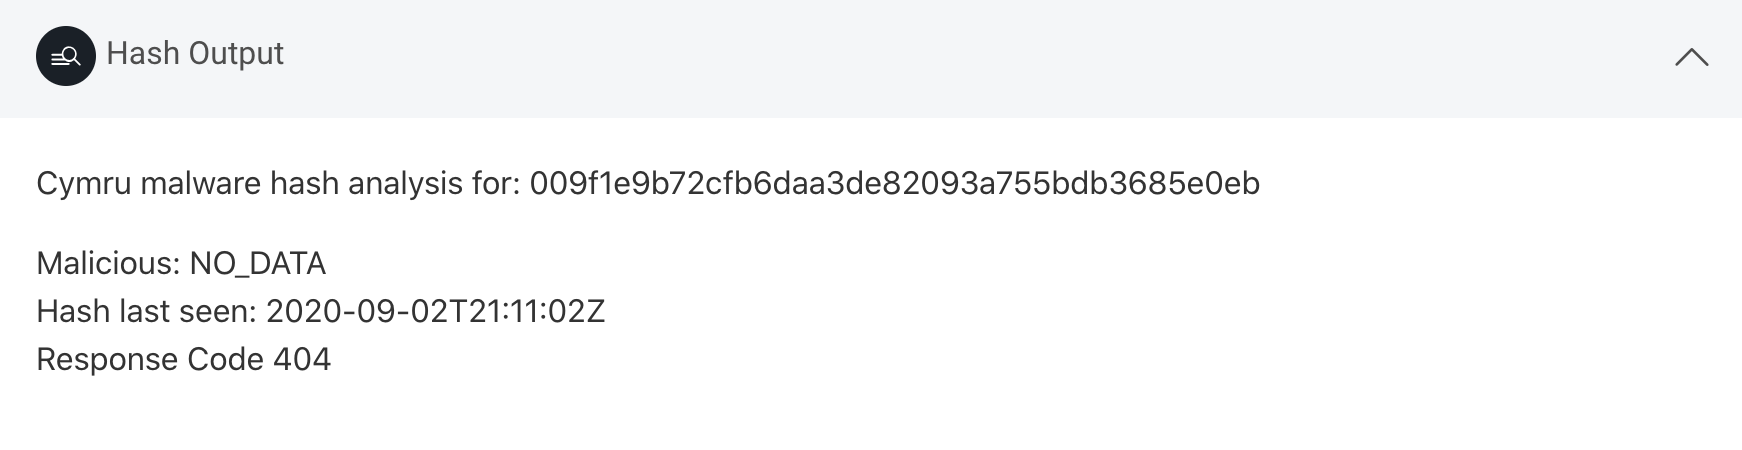 Hash Output
Cymru malware hash analysis for: 009f1e9b72cfb6daa3de82093a755bdb3685e0eb
Malicious: NO_DATA
Hash last seen: 2020-09-02T21:11:02Z
Response Code 404